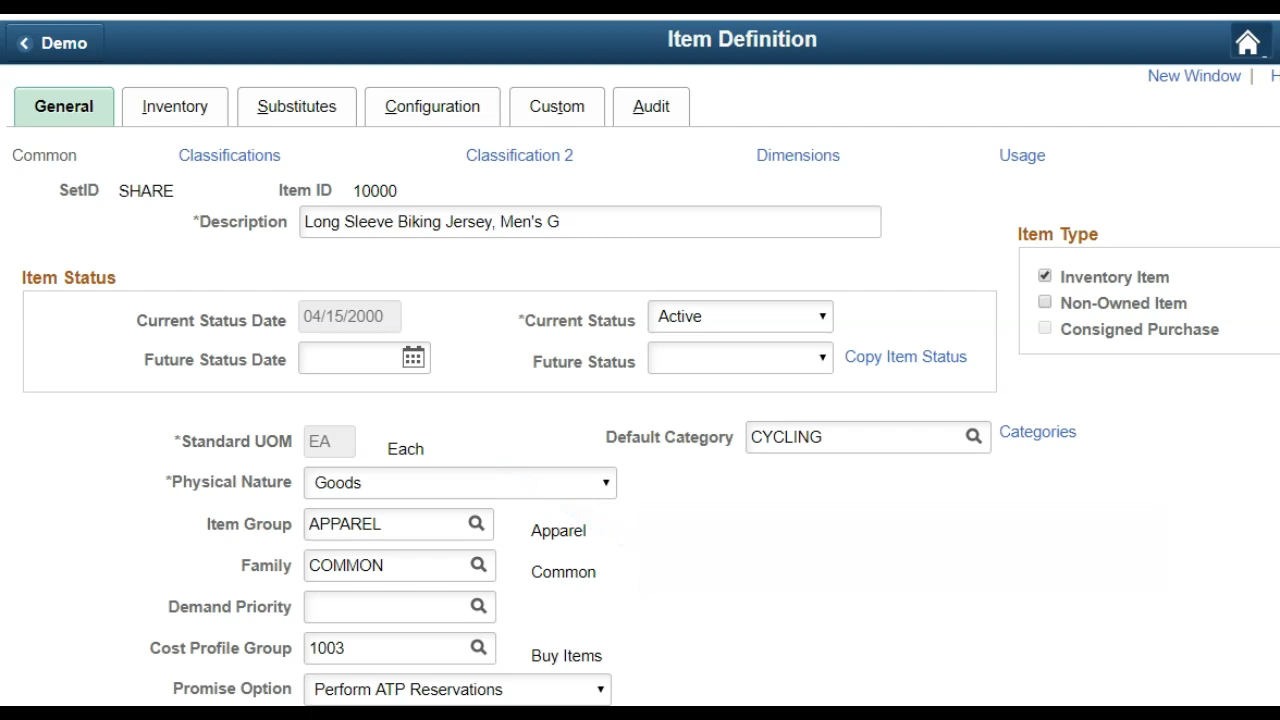 Demo
Item Definition
New Window | H
General Inventory Substitutes Configuration Custom Audit
Common Classifications Classification 2 Dimensions Usage
SetID SHARE Item ID 10000
*Description Long Sleeve Biking Jersey, Men's G
Item Type
Inventory Item
Non-Owned Item
Consigned Purchase
Item Status
Current Status Date 04/15/2000 *Current Status Active
Future Status Date Future Status Copy Item Status
*Standard UOM EA Each Default Category CYCLING Categories
*Physical Nature Goods
Item Group APPAREL Apparel
Family COMMON Common
Demand Priority
Cost Profile Group 1003 Buy Items
Promise Option Perform ATP Reservations